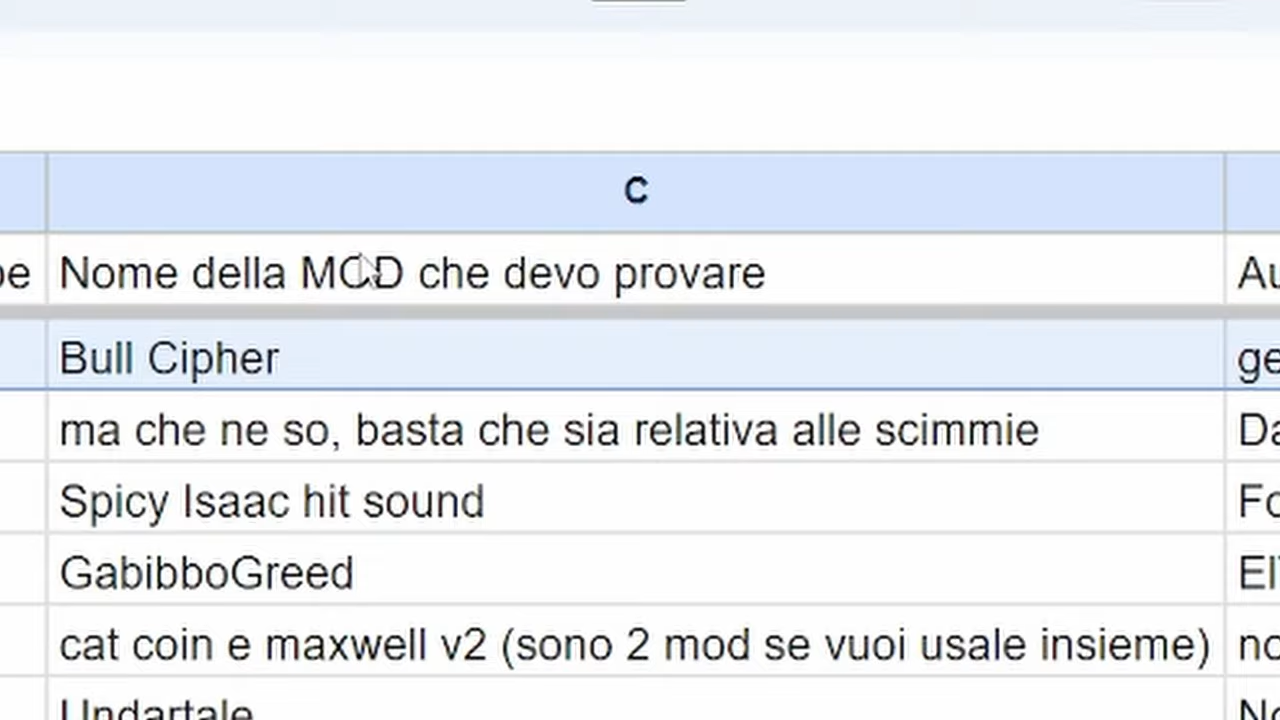 C
Nome della MOD che devo provare
Bull Cipher
ma che ne so, basta che sia relativa alle scimmie
Spicy Isaac hit sound
GabibboGreed
cat coin e maxwell v2 (sono 2 mod se vuoi usale insieme)
Undartale